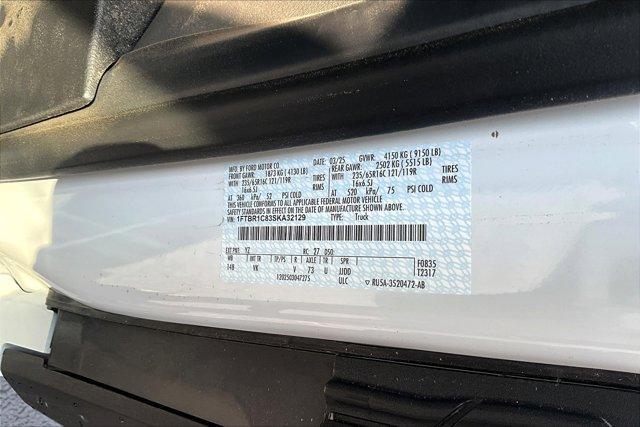 MFD. BY FORD MOTOR CO. DATE: 03/25 GVWR: 4150 KG ( 9150 LB)
FRONT GAWR: 1873 KG ( 4130 LB) REAR GAWR: 2502 KG ( 5515 LB)
WITH 235/65R16C 121/119R TIRES WITH 235/65R16C 121/119R TIRES
16x6.5J RIMS 16x6.5J RIMS
AT 360 kPa/ 52 PSI COLD AT 520 kPa/ 75 PSI COLD
THIS VEHICLE CONFORMS TO ALL APPLICABLE FEDERAL MOTOR VEHICLE
SAFETY STANDARDS IN EFFECT ON THE DATE OF MANUFACTURE SHOWN ABOVE.
VIN: 1FTBR1C83SKA32129 TYPE: Truck
EXT PNT: YZ RC: 27 DSO:
WB TP/PS R AXLE TR SPR F0835
148 VK V 73 U JJDD T2317
120250304727S ULC ▽ RU5A-3520472-AB